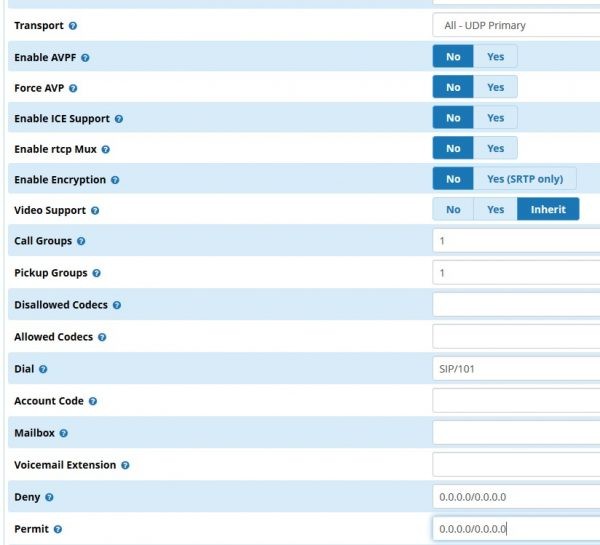 Transport All - UDP Primary
Enable AVPF No Yes
Force AVP No Yes
Enable ICE Support No Yes
Enable rtcp Mux No Yes
Enable Encryption No Yes (SRTP only)
Video Support No Yes Inherit
Call Groups 1
Pickup Groups 1
Disallowed Codecs
Allowed Codecs
Dial SIP/101
Account Code
Mailbox
Voicemail Extension
Deny 0.0.0.0/0.0.0.0
Permit 0.0.0.0/0.0.0.0